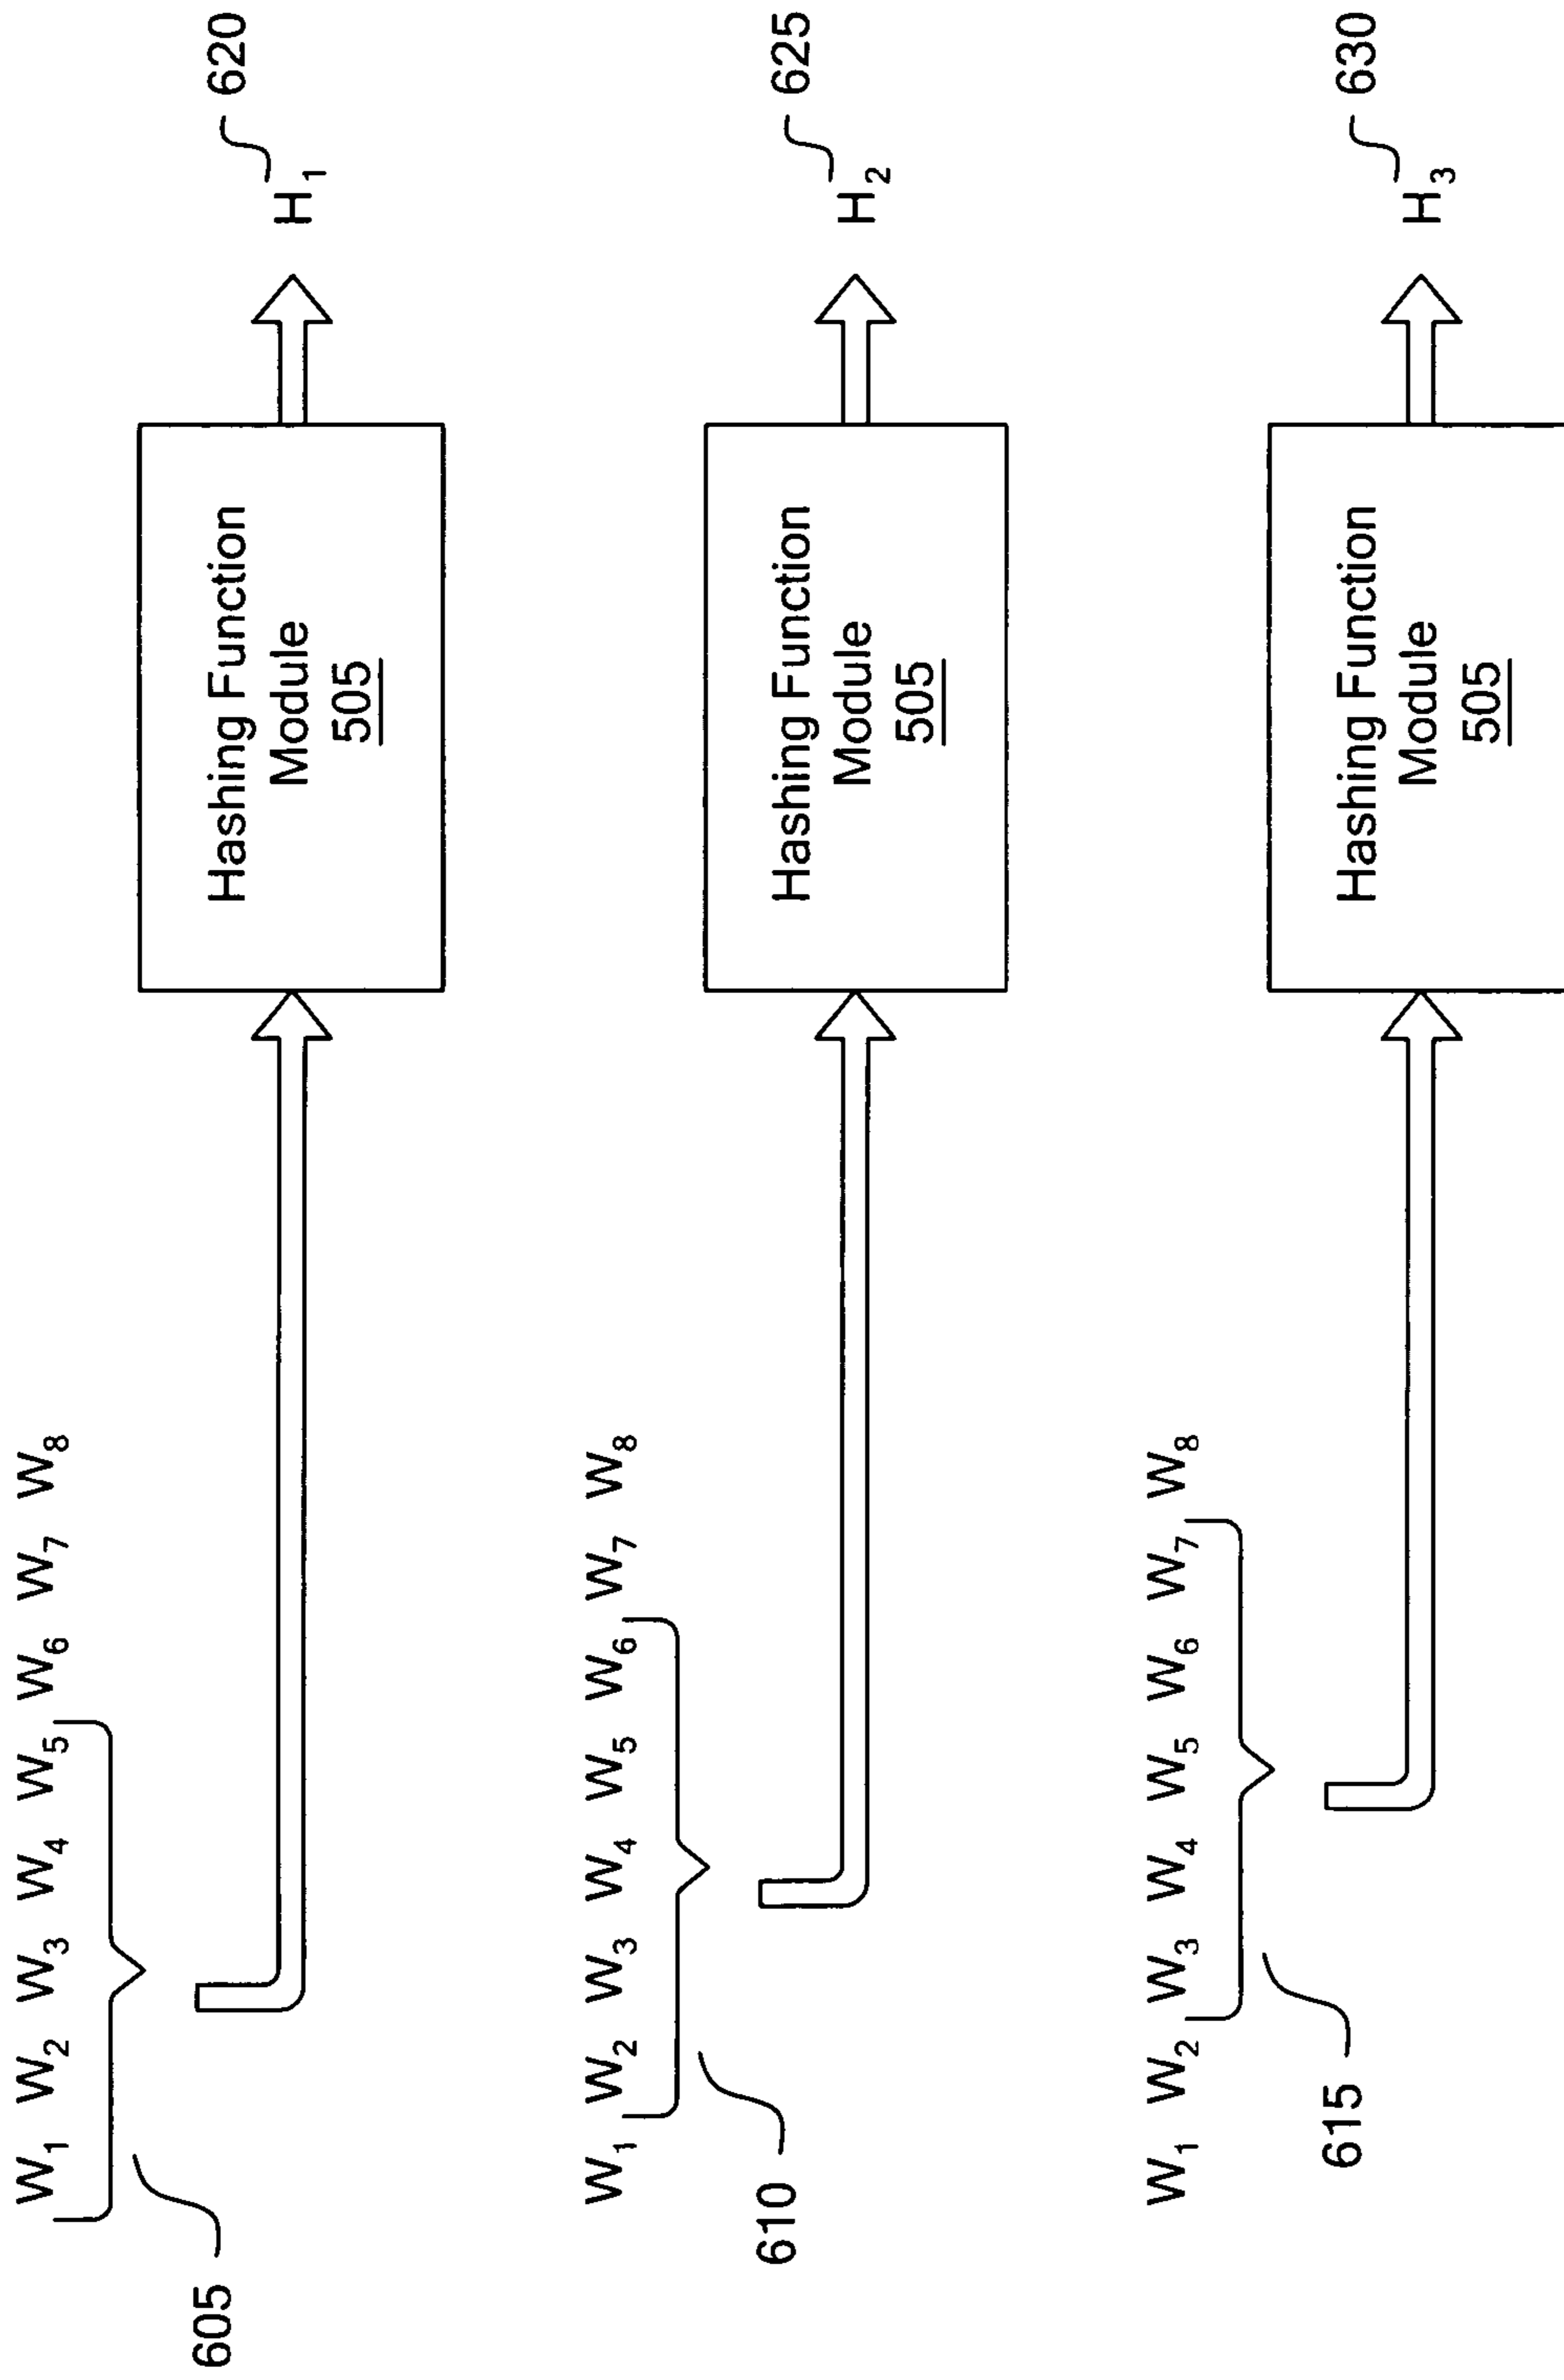 W1 W2 W3 W4 W5 W6 W7 W8
605
Hashing Function
Module
505
H1
620
W1 W2 W3 W4 W5 W6 W7 W8
610
Hashing Function
Module
505
H2
625
W1 W2 W3 W4 W5 W6 W7 W8
615
Hashing Function
Module
505
H3
630